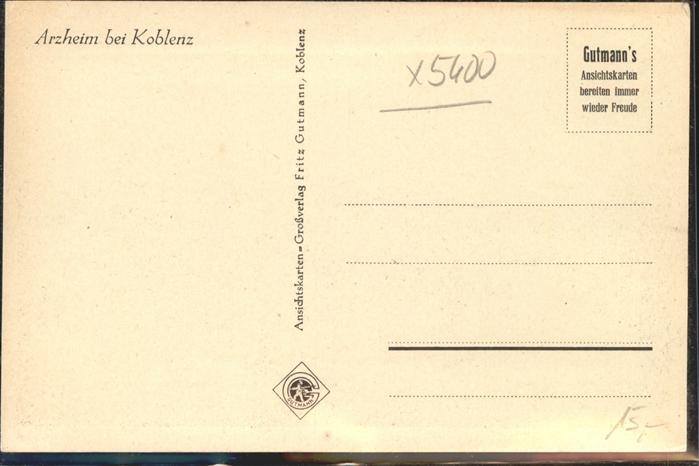 Arzheim bei Koblenz
x5400
Gutmann's
Ansichtskarten
bereiten immer
wieder Freude
Ansichtskarten=Großverlag Fritz Gutmann, Koblenz
GUTMANN
15,-